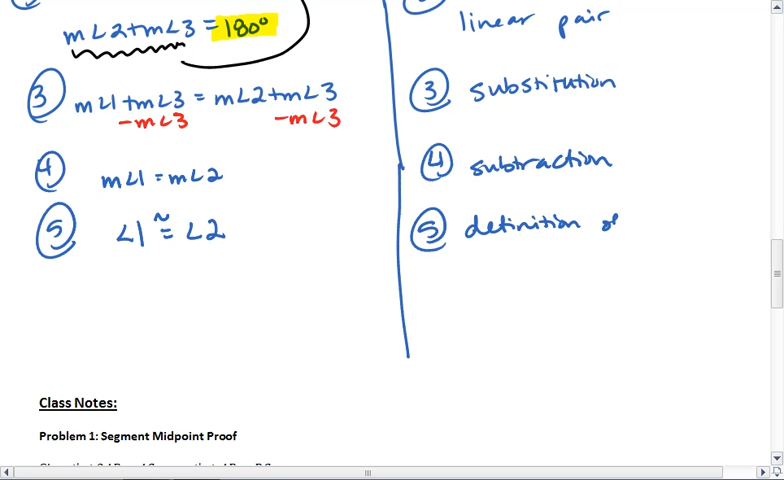 m∠2+m∠3 = 180°
linear pair
③ m∠1+m∠3 = m∠2+m∠3
-m∠3 -m∠3
③ substitution
④ m∠1 = m∠2
④ subtraction
⑤ ∠1 ≅ ∠2
⑤ definition of
Class Notes:
Problem 1: Segment Midpoint Proof